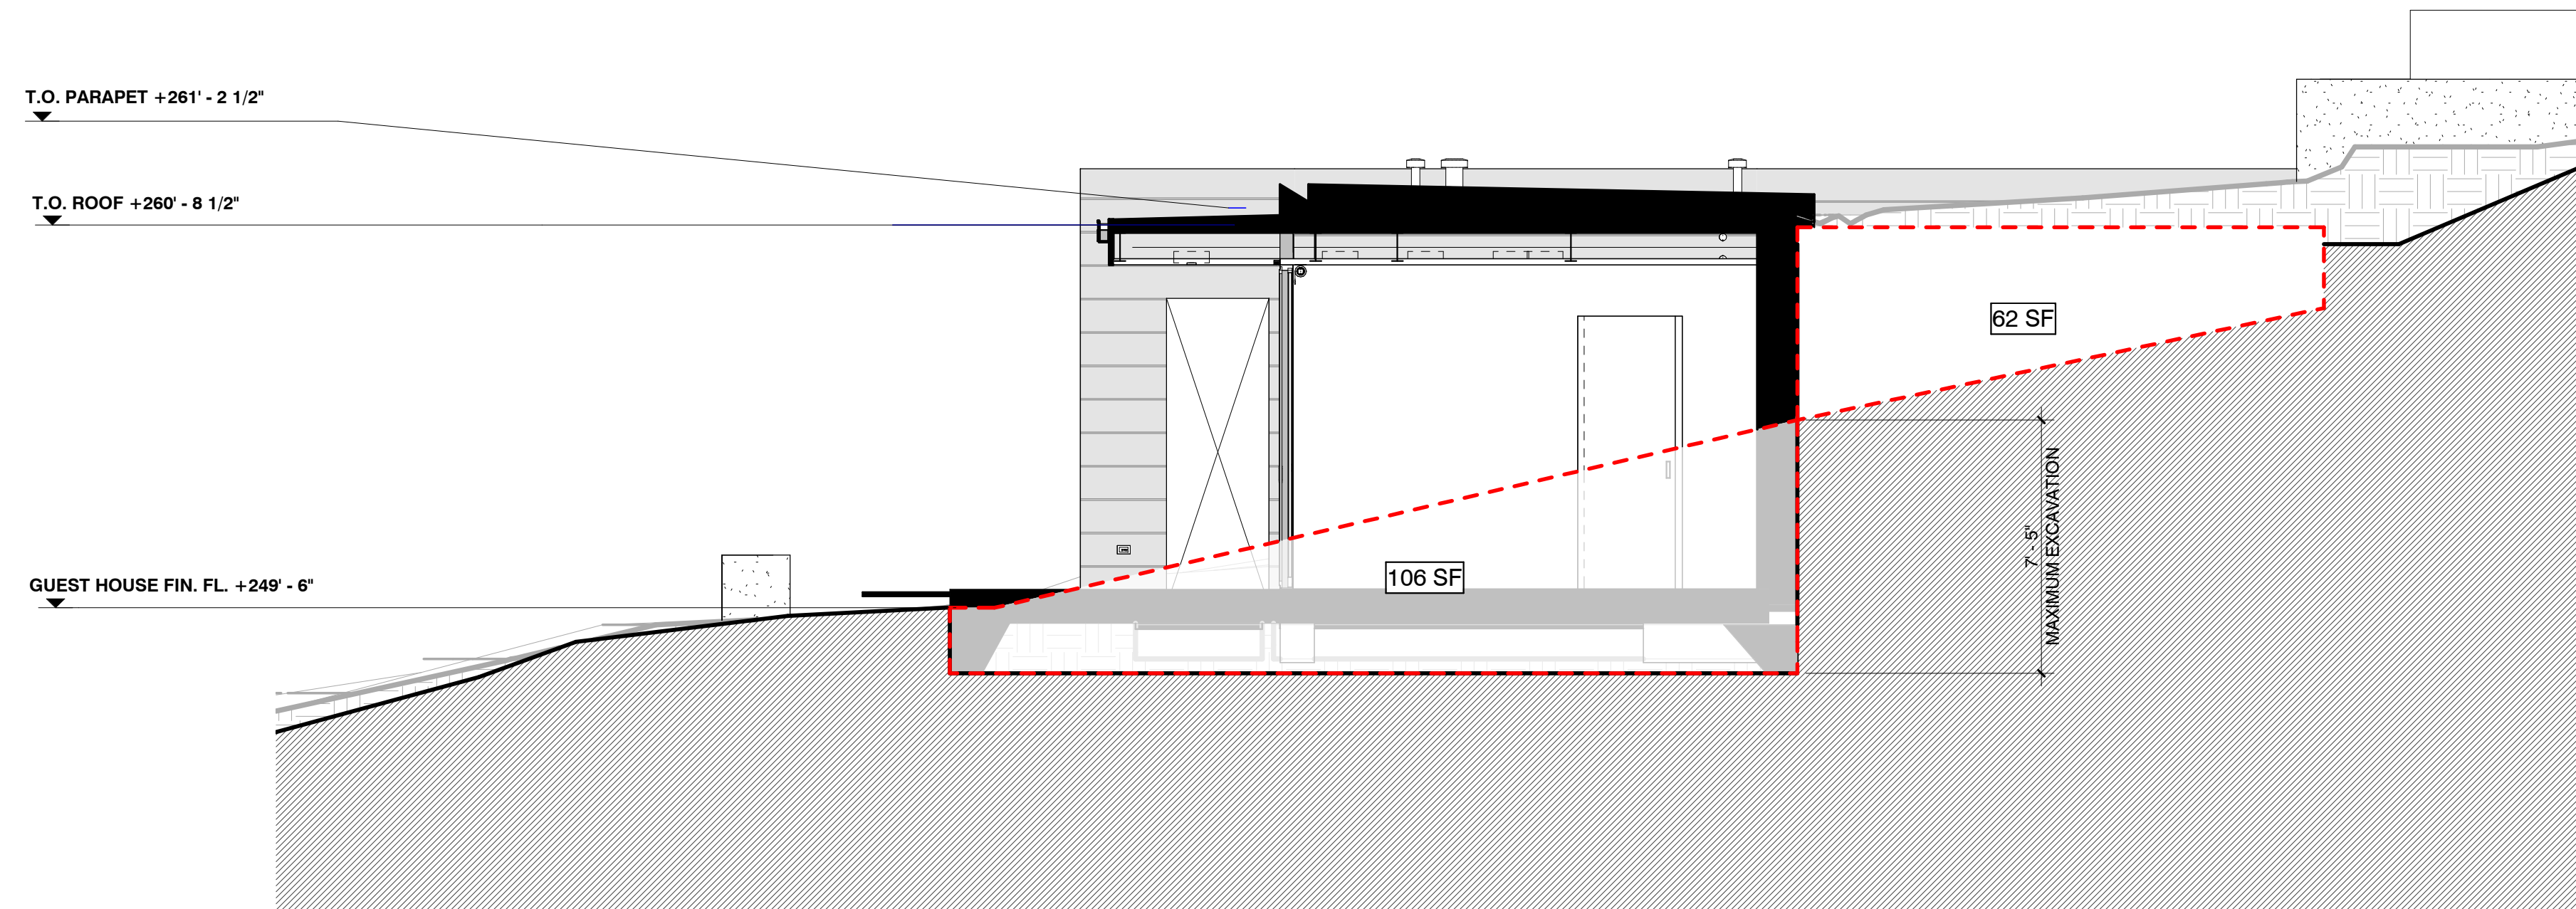 T.O. PARAPET +261' - 2 1/2"
T.O. ROOF +260' - 8 1/2"
62 SF
7' - 5"
MAXIMUM EXCAVATION
106 SF
GUEST HOUSE FIN. FL. +249' - 6"